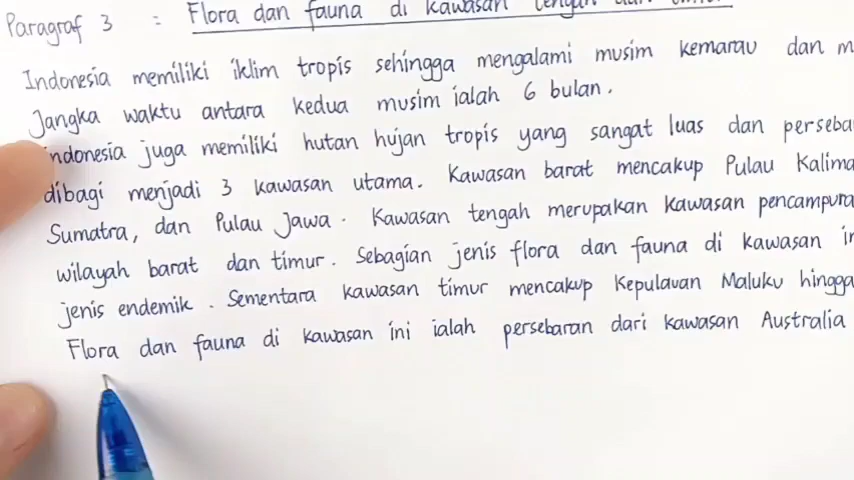 Paragraf 3 : Flora dan fauna di kawasan tengah dan timur
Indonesia memiliki iklim tropis sehingga mengalami musim kemarau dan
Jangka waktu antara kedua musim ialah 6 bulan.
indonesia juga memiliki hutan hujan tropis yang sangat luas dan
dibagi menjadi 3 kawasan utama. Kawasan barat mencakup Pulau
Sumatra, dan Pulau Jawa. Kawasan tengah merupakan kawasan
wilayah barat dan timur. Sebagian jenis flora dan fauna di kawasan
jenis endemik. Sementara kawasan timur mencakup Kepulauan Maluku hingga
Flora dan fauna di kawasan ini ialah persebaran dari kawasan Australia